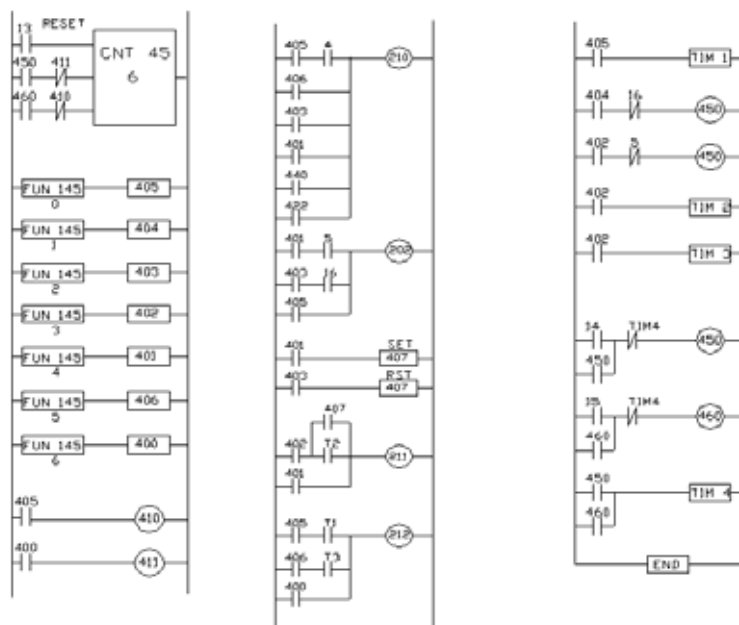 13 RESET
450 411
CNT 45
6
460 410
FUN 145 405
0
FUN 145 404
1
FUN 145 403
2
FUN 145 402
3
FUN 145 401
4
FUN 145 406
5
FUN 145 400
6
405
410
400
411
405 4
210
406
403
401
440
422
401 5
202
403 16
405
401 SET
407
403 RST
407
407
402 T2
211
401
405 T1
212
406 T3
400
405
TIM 1
404 16
450
402 5
450
402
TIM 2
402
TIM 3
14 TIM4
450
450
15 TIM4
460
460
450
TIM 4
460
END